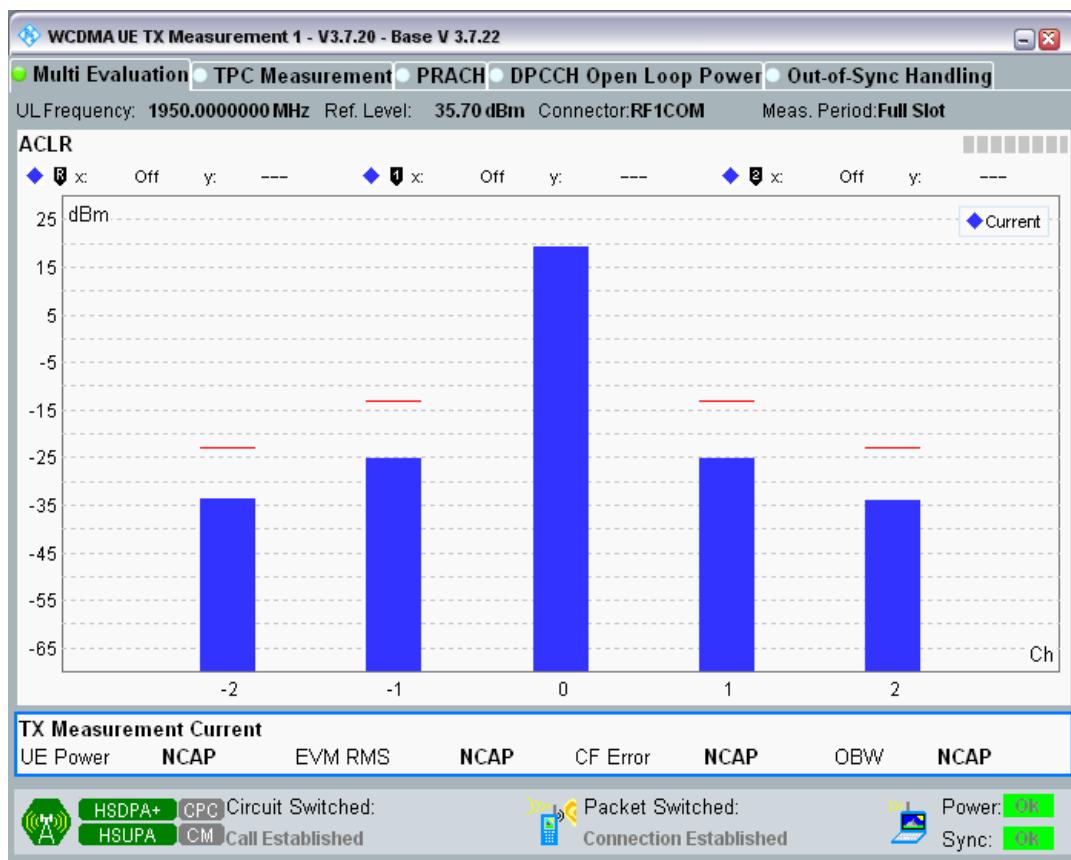 WCDMA UE TX Measurement 1 - V3.7.20 - Base V 3.7.22
Multi Evaluation TPC Measurement PRACH DPCCH Open Loop Power Out-of-Sync Handling
UL Frequency: 1950.0000000 MHz Ref. Level: 35.70 dBm Connector:RF1COM Meas. Period:Full Slot
ACLR
R x: Off y: --- 1 x: Off y: --- 2 x: Off y: ---
dBm
Current
25
15
5
-5
-15
-25
-35
-45
-55
-65
Ch
-2 -1 0 1 2
TX Measurement Current
UE Power NCAP EVM RMS NCAP CF Error NCAP OBW NCAP
HSDPA+ CPC Circuit Switched: Packet Switched: Power: OK
HSUPA CM Call Established Connection Established Sync: OK